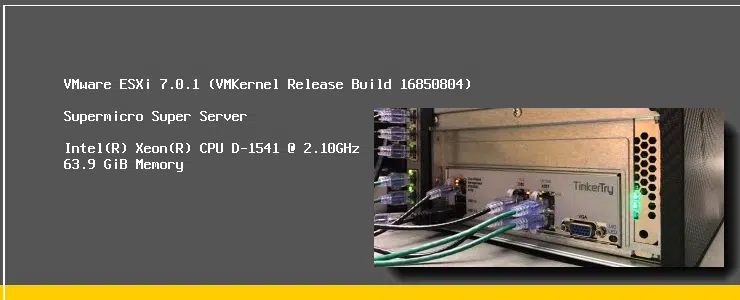 VMware ESXi 7.0.1 (VMKernel Release Build 16850804)
Supermicro Super Server
Intel(R) Xeon(R) CPU D-1541 @ 2.10GHz
63.9 GiB Memory
TinkerTry
VGA